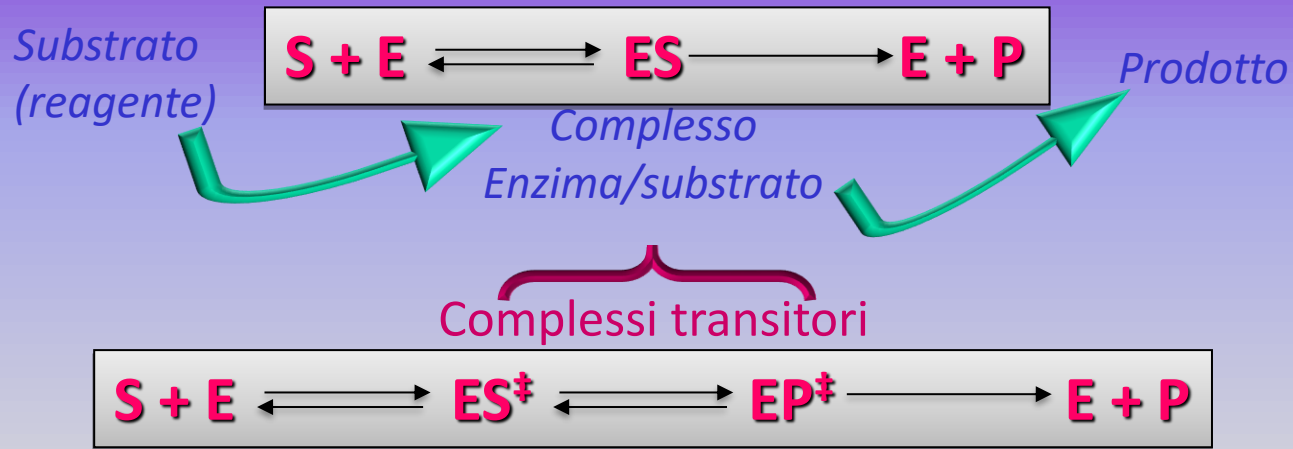 Substrato
(reagente)
S + E ⇌ ES → E + P
Prodotto
Complesso
Enzima/substrato
Complessi transitori
S + E ⇌ ES‡ ⇌ EP‡ → E + P